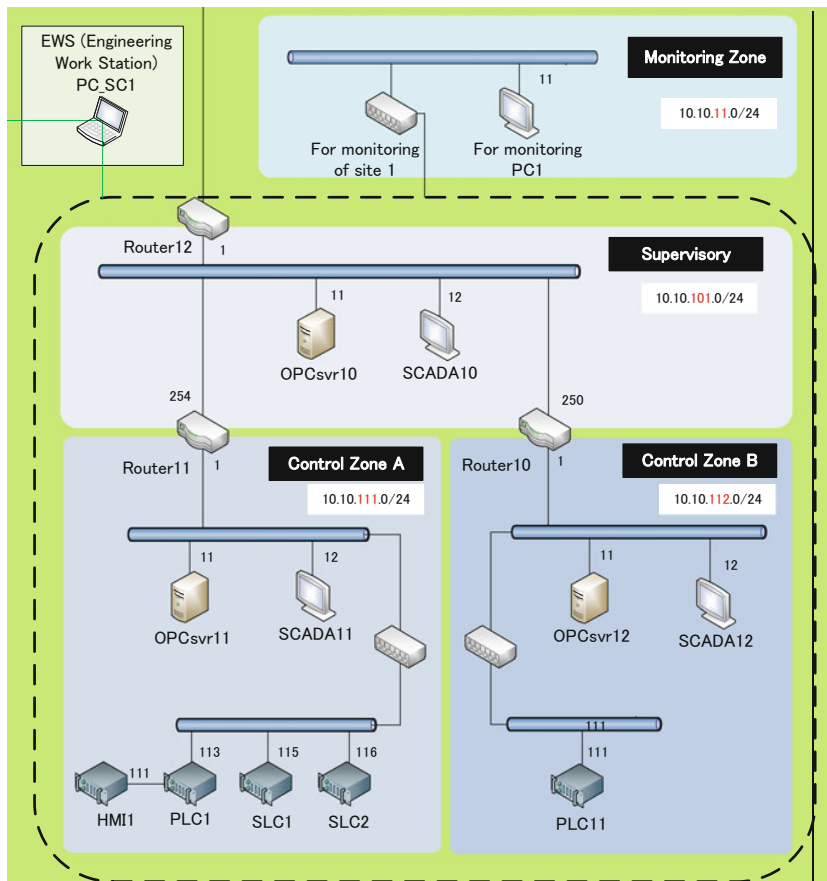 EWS (Engineering
Work Station)
PC_SC1
Monitoring Zone
11
10.10.11.0/24
For monitoring
of site 1
For monitoring
PC1
Router12
1
Supervisory
10.10.101.0/24
11
12
OPCsvr10
SCADA10
254
250
Router11
1
Control Zone A
10.10.111.0/24
Router10
1
Control Zone B
10.10.112.0/24
11
12
OPCsvr11
SCADA11
11
12
OPCsvr12
SCADA12
113
115
116
111
HMI1
PLC1
SLC1
SLC2
111
111
PLC11